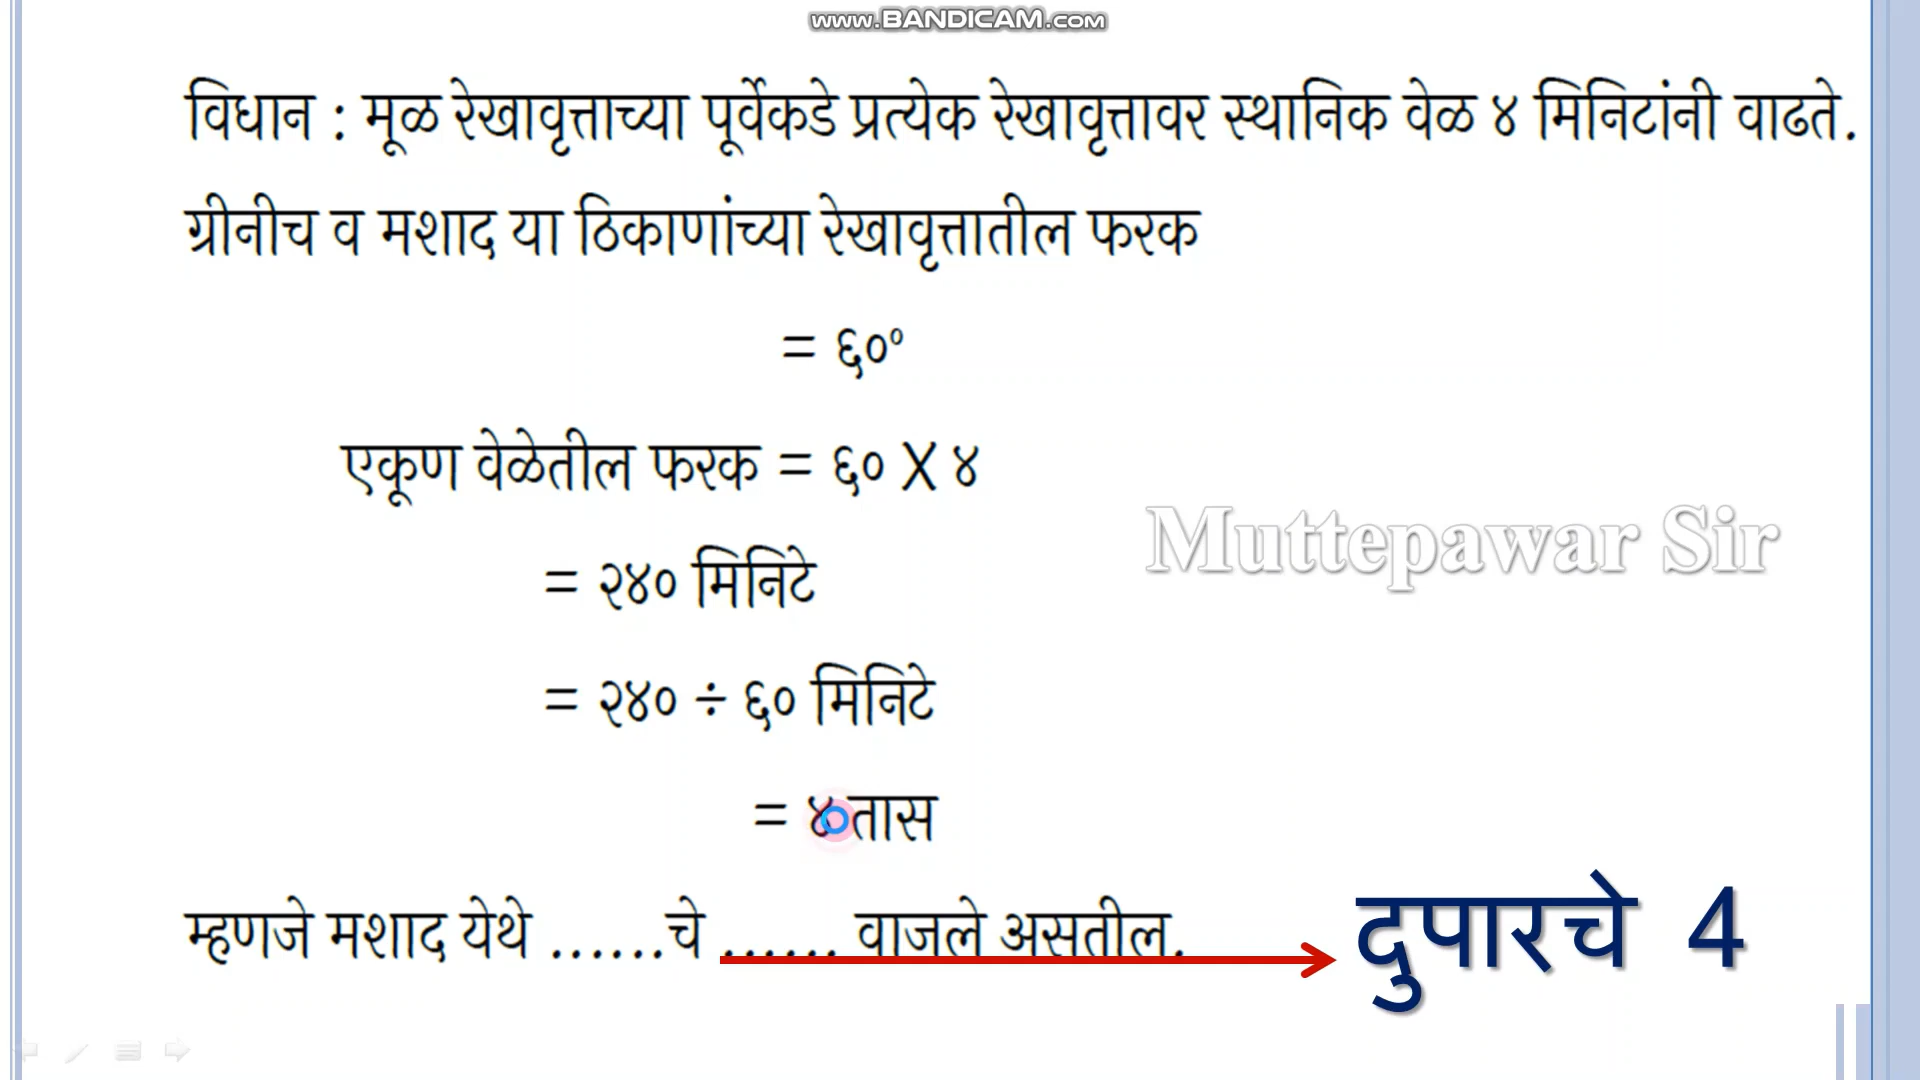 www.BANDICAM.com
विधान : मूळ रेखावृत्ताच्या पूर्वेकडे प्रत्येक रेखावृत्तावर स्थानिक वेळ ४ मिनिटांनी वाढते.
ग्रीनीच व मशाद या ठिकाणांच्या रेखावृत्तातील फरक
= ६०°
एकूण वेळेतील फरक = ६० X ४
Muttepawar Sir
= २४० मिनिटे
= २४० ÷ ६० मिनिटे
= ४ तास
म्हणजे मशाद येथे ......चे ...... वाजले असतील. दुपारचे 4